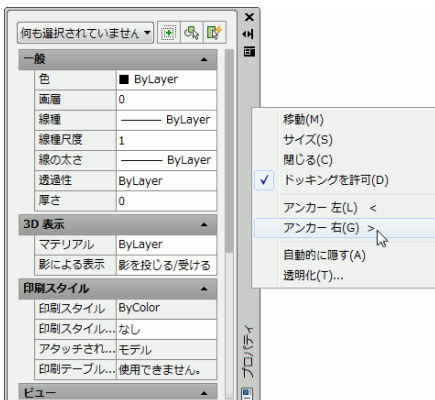 何も選択されていません
一般
色 ByLayer
画層 0
線種 ByLayer
線種尺度 1
線の太さ ByLayer
透過性 ByLayer
厚さ 0
3D 表示
マテリアル ByLayer
影による表示 影を投じる/受ける
印刷スタイル
印刷スタイル ByColor
印刷スタイル... なし
アタッチされ... モデル
印刷テーブル... 使用できません。
ビュー
プロパティ
移動(M)
サイズ(S)
閉じる(C)
ドッキングを許可(D)
アンカー 左(L) <
アンカー 右(G) >
自動的に隠す(A)
透明化(T)...